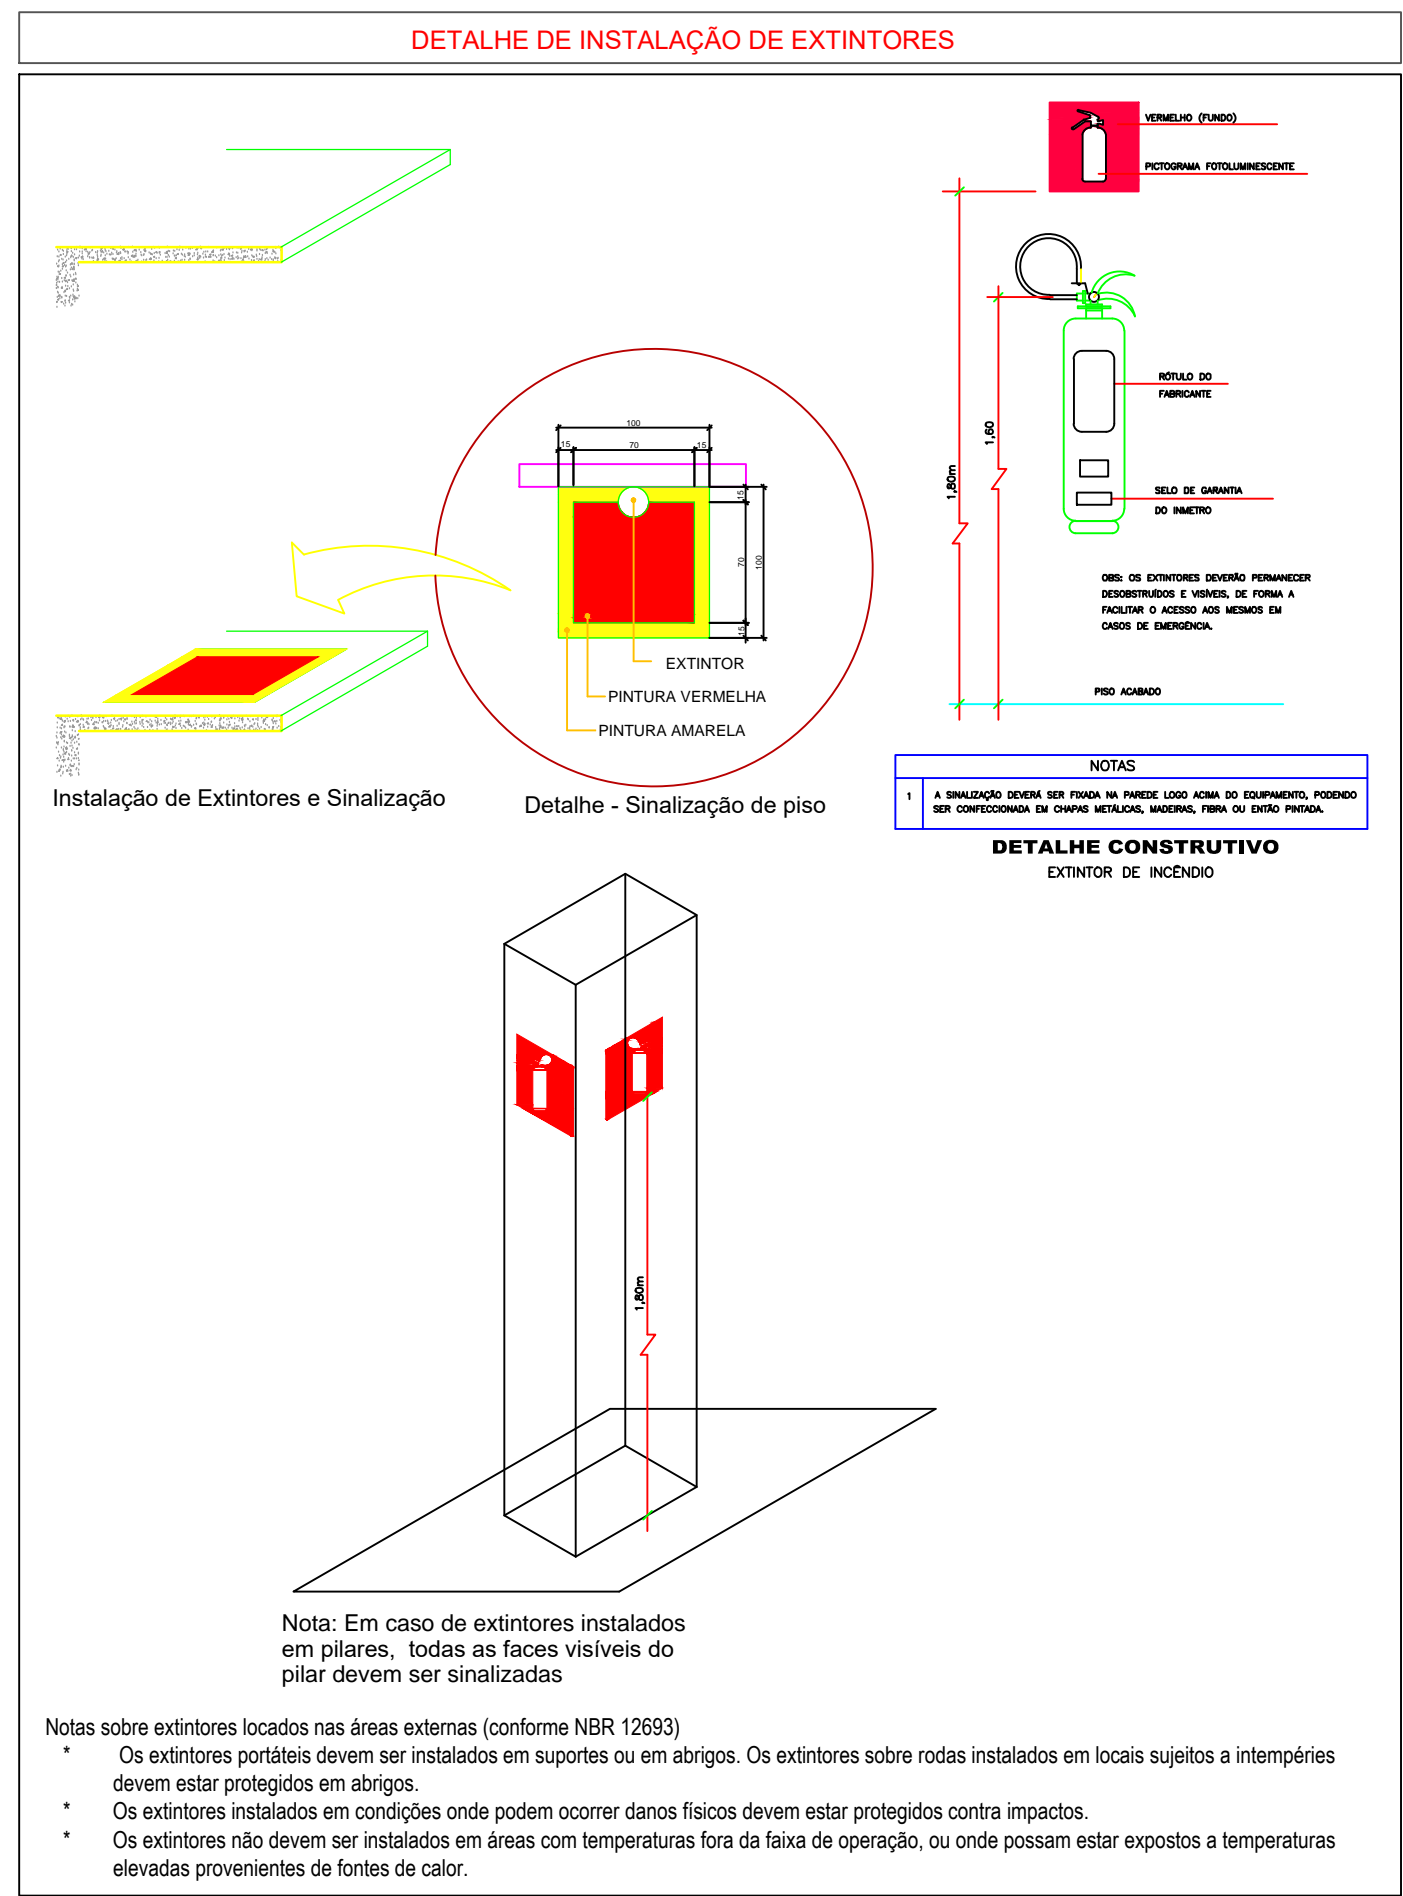 DETALHE DE INSTALAÇÃO DE EXTINTORES
VERMELHO (FUNDO)
PICTOGRAMA FOTOLUMINESCENTE
RÓTULO DO
FABRICANTE
1,60
1,80m
SELO DE GARANTIA
DO INMETRO
OBS: OS EXTINTORES DEVERÃO PERMANECER
DESOBSTRUÍDOS E VISÍVEIS, DE FORMA A
FACILITAR O ACESSO AOS MESMOS EM
CASOS DE EMERGÊNCIA.
PISO ACABADO
100
15
70
15
15
70
100
15
EXTINTOR
PINTURA VERMELHA
PINTURA AMARELA
Instalação de Extintores e Sinalização
Detalhe - Sinalização de piso
NOTAS
1 A SINALIZAÇÃO DEVERÁ SER FIXADA NA PAREDE LOGO ACIMA DO EQUIPAMENTO, PODENDO
SER CONFECCIONADA EM CHAPAS METÁLICAS, MADEIRAS, FIBRA OU ENTÃO PINTADA.
DETALHE CONSTRUTIVO
EXTINTOR DE INCÊNDIO
1,80m
Nota: Em caso de extintores instalados
em pilares, todas as faces visíveis do
pilar devem ser sinalizadas
Notas sobre extintores locados nas áreas externas (conforme NBR 12693)
* Os extintores portáteis devem ser instalados em suportes ou em abrigos. Os extintores sobre rodas instalados em locais sujeitos a intempéries
devem estar protegidos em abrigos.
* Os extintores instalados em condições onde podem ocorrer danos físicos devem estar protegidos contra impactos.
* Os extintores não devem ser instalados em áreas com temperaturas fora da faixa de operação, ou onde possam estar expostos a temperaturas
elevadas provenientes de fontes de calor.